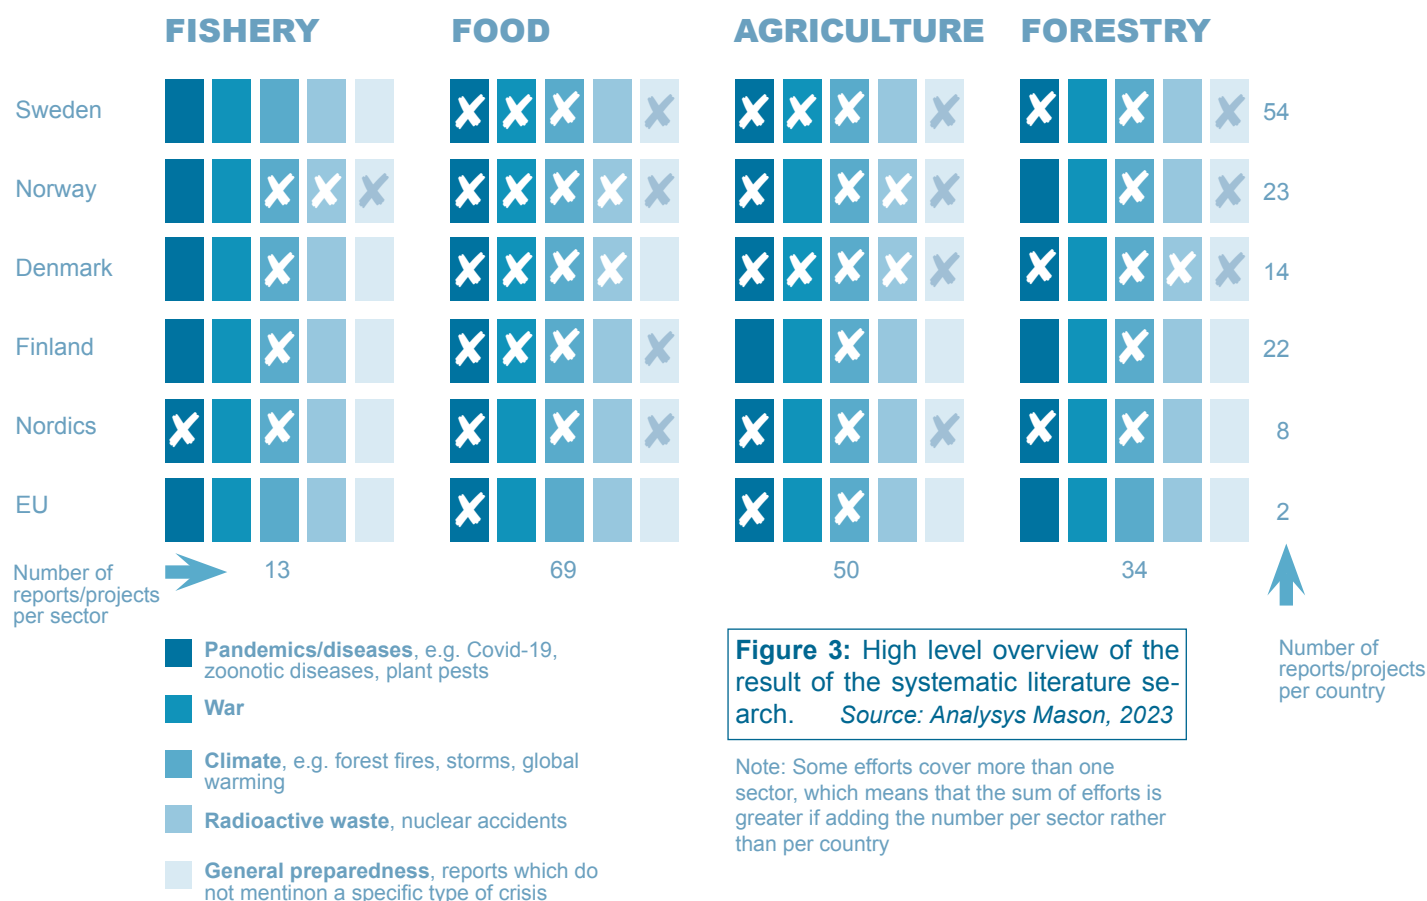 FISHERY FOOD AGRICULTURE FORESTRY
Sweden 54
Norway 23
Denmark 14
Finland 22
Nordics 8
EU 2
Number of
reports/projects
per sector
13 69 50 34
Pandemics/diseases, e.g. Covid-19,
zoonotic diseases, plant pests
War
Climate, e.g. forest fires, storms, global
warming
Radioactive waste, nuclear accidents
General preparedness, reports which do
not mentinon a specific type of crisis
Figure 3: High level overview of the
result of the systematic literature se-
arch. Source: Analysys Mason, 2023
Note: Some efforts cover more than one
sector, which means that the sum of efforts is
greater if adding the number per sector rather
than per country
Number of
reports/projects
per country